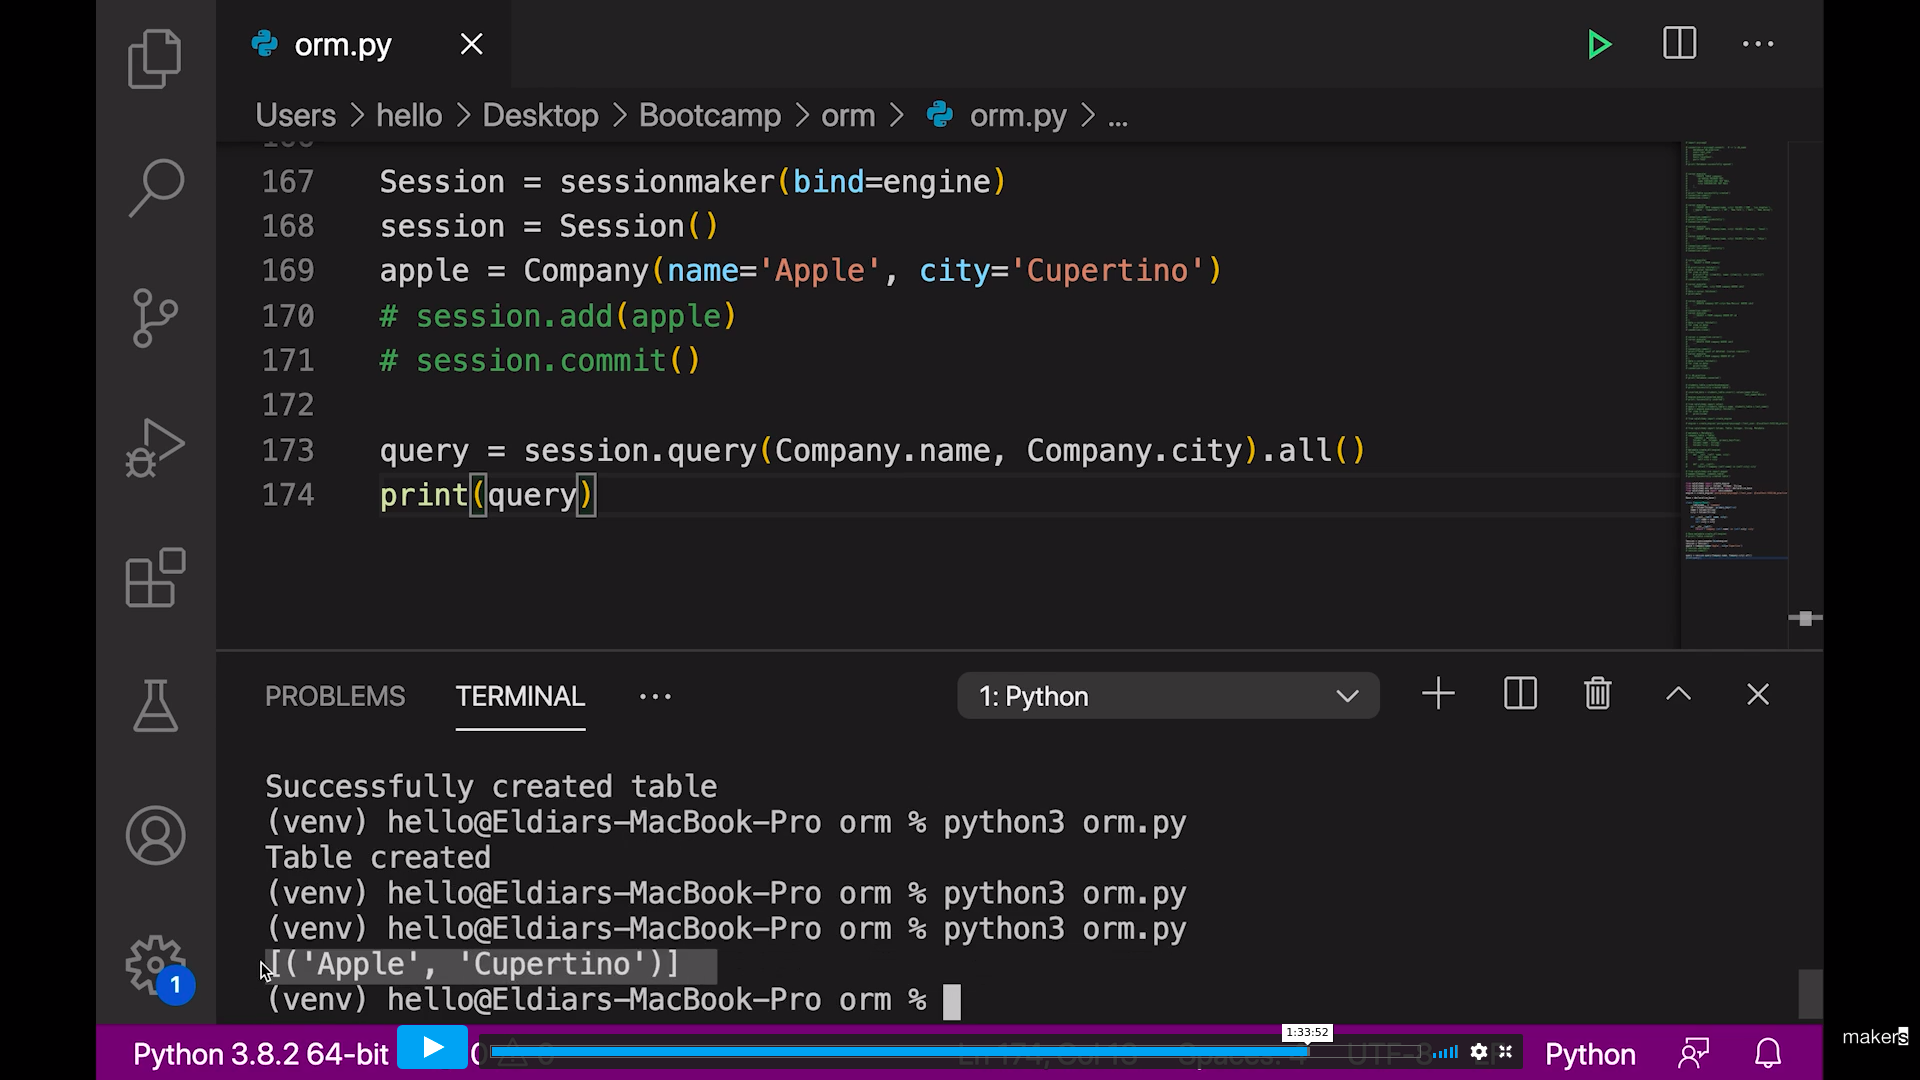 orm.py
Users > hello > Desktop > Bootcamp > orm > orm.py > ...
167 Session = sessionmaker(bind=engine)
168 session = Session()
169 apple = Company(name='Apple', city='Cupertino')
170 # session.add(apple)
171 # session.commit()
172
173 query = session.query(Company.name, Company.city).all()
174 print(query)
PROBLEMS TERMINAL ... 1: Python
Successfully created table
(venv) hello@Eldiars-MacBook-Pro orm % python3 orm.py
Table created
(venv) hello@Eldiars-MacBook-Pro orm % python3 orm.py
(venv) hello@Eldiars-MacBook-Pro orm % python3 orm.py
[('Apple', 'Cupertino')]
(venv) hello@Eldiars-MacBook-Pro orm %
1
1:33:52
makers
Python 3.8.2 64-bit Python